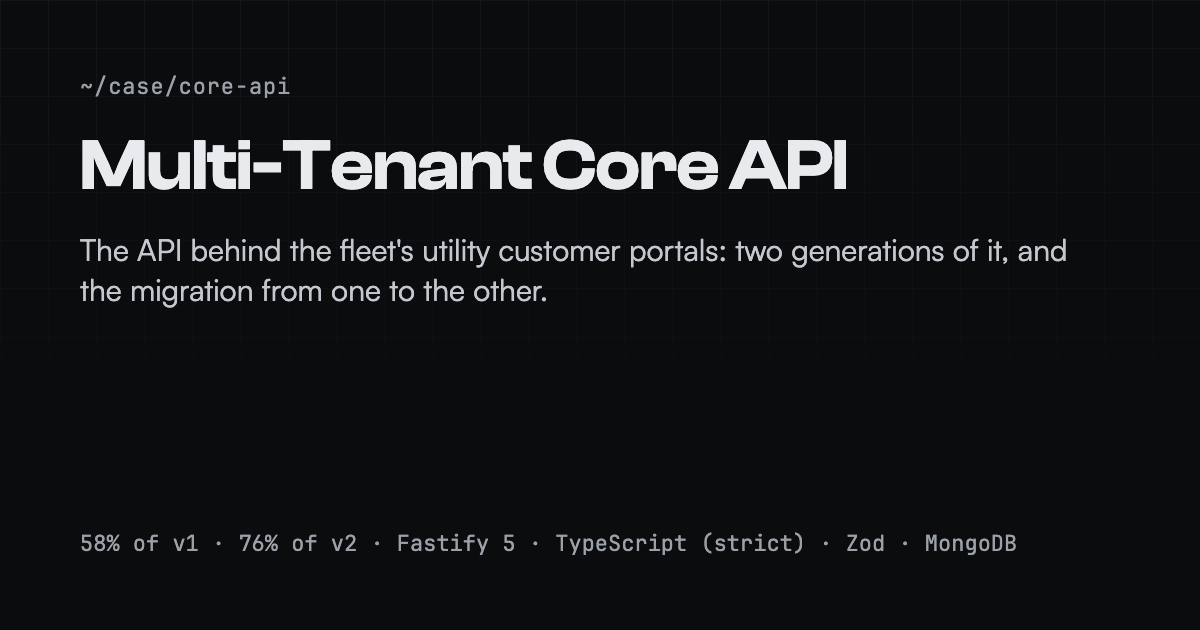 ~/case/core-api
Multi-Tenant Core API
The API behind the fleet's utility customer portals: two generations of it, and
the migration from one to the other.
58% of v1 · 76% of v2 · Fastify 5 · TypeScript (strict) · Zod · MongoDB